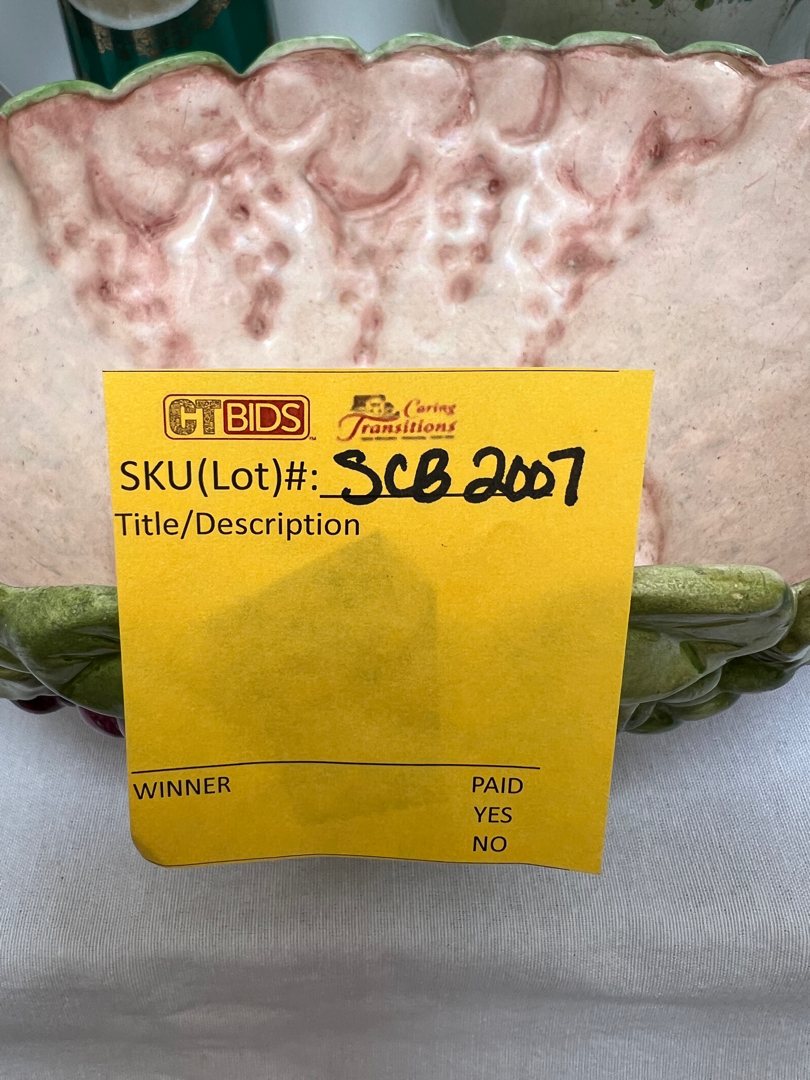 CTBIDS Caring Transitions
SKU(Lot)#: SCB 2007
Title/Description
WINNER PAID
YES
NO